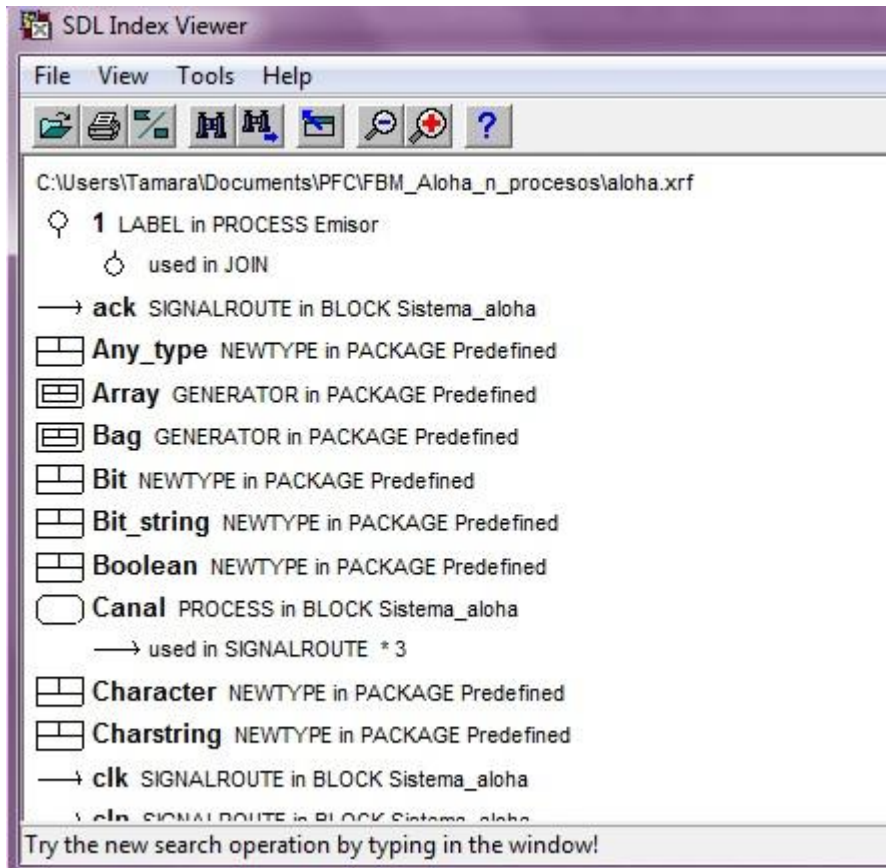 SDL Index Viewer
File View Tools Help
?
C:\Users\Tamara\Documents\PFC\FBM_Aloha_n_procesos\aloha.xrf
1 LABEL in PROCESS Emisor
used in JOIN
ack SIGNALROUTE in BLOCK Sistema_aloha
Any_type NEWTYPE in PACKAGE Predefined
Array GENERATOR in PACKAGE Predefined
Bag GENERATOR in PACKAGE Predefined
Bit NEWTYPE in PACKAGE Predefined
Bit_string NEWTYPE in PACKAGE Predefined
Boolean NEWTYPE in PACKAGE Predefined
Canal PROCESS in BLOCK Sistema_aloha
used in SIGNALROUTE * 3
Character NEWTYPE in PACKAGE Predefined
Charstring NEWTYPE in PACKAGE Predefined
clk SIGNALROUTE in BLOCK Sistema_aloha
SIGNALROUTE in BLOCK Sistema_aloha
Try the new search operation by typing in the window!